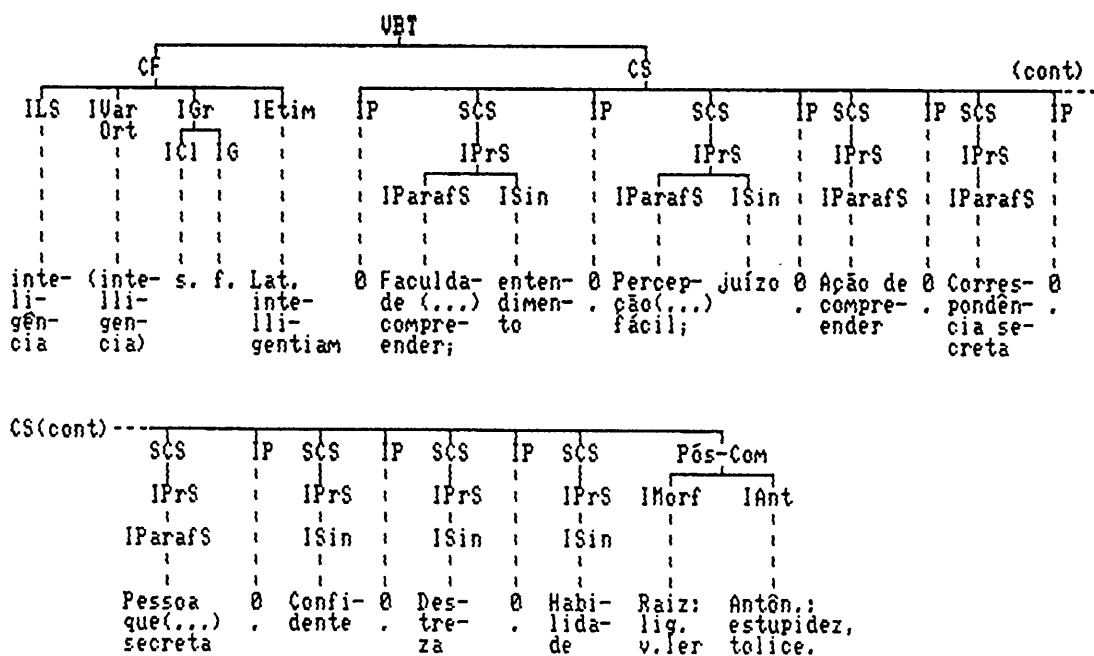 VBT
CF CS (cont)
ILS IVar IGr IEtim IP SCS IP SCS IP SCS IP SCS IP
Ort
ICl IG IPrS IPrS IPrS IPrS
IParafS ISin IParafS ISin IParafS IParafS
inte- (inte- s. f. Lat. 0 Faculda- enten- 0 Percep- juízo 0 Ação de 0 Corres- 0
li- lli- inte- de (...) dimen- . ção(...) . compre- . pondên- .
gên- gen- lli- compre- to fácil; ender cia se-
cia cia) gentiam ender; creta
CS(cont)
SCS IP SCS IP SCS IP SCS Pós-Com
IPrS IPrS IPrS IPrS IMorf IAnt
IParafS ISin ISin ISin
Pessoa 0 Confi- 0 Des- 0 Habi- Raiz: Antôn.:
que(...) . dente . tre- . lida- lig. estupidez,
secreta za de v.ler tolice.